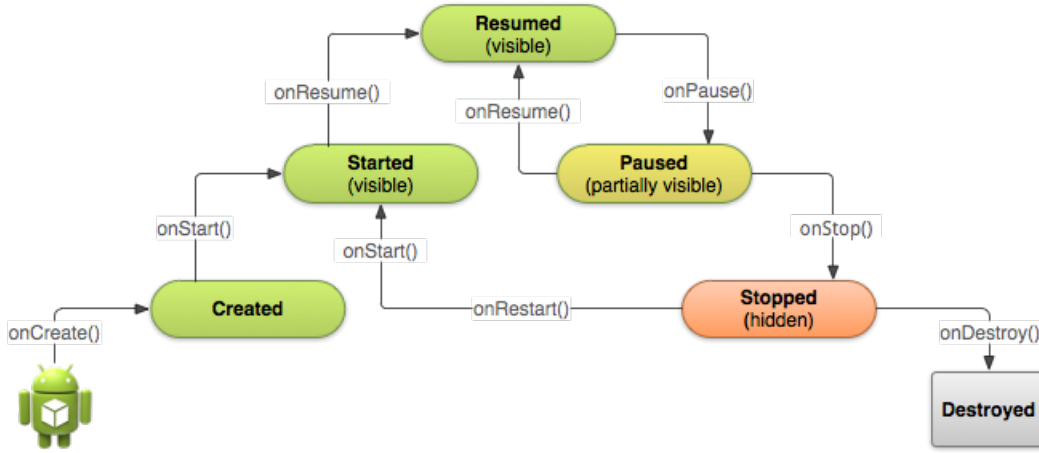 Resumed
(visible)
onResume()
onResume()
onPause()
Started
(visible)
Paused
(partially visible)
onStart()
onStart()
onStop()
Created
onRestart()
Stopped
(hidden)
onCreate()
onDestroy()
Destroyed